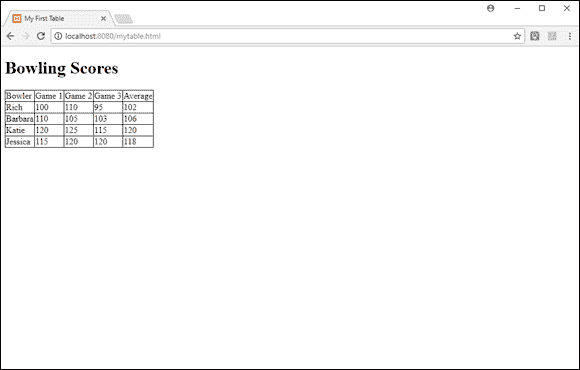 My First Table
localhost:8080/mytable.html
Bowling Scores
Bowler Game 1 Game 2 Game 3 Average
Rich 100 110 95 102
Barbara 110 105 103 106
Katie 120 125 115 120
Jessica 115 120 120 118